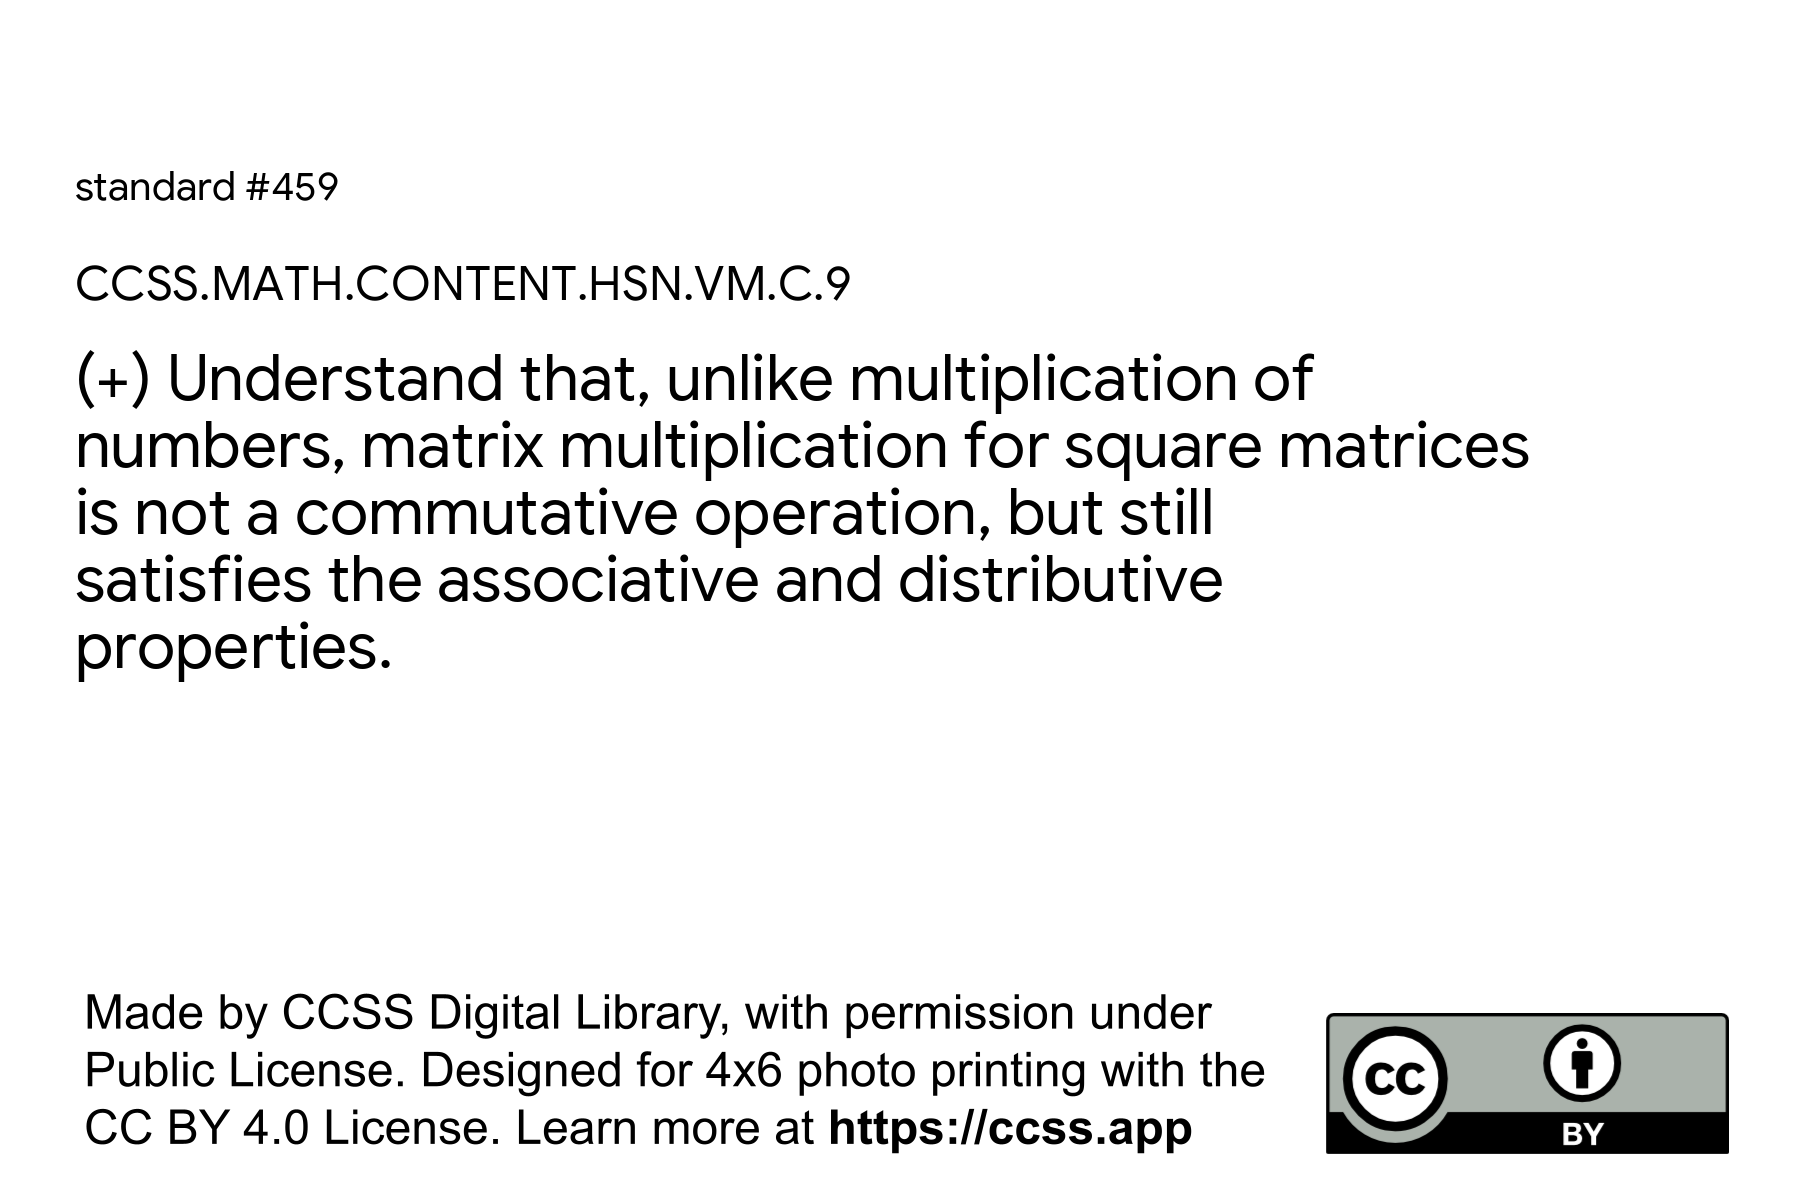 standard #459
CCSS.MATH.CONTENT.HSN.VM.C.9
(+) Understand that, unlike multiplication of
numbers, matrix multiplication for square matrices
is not a commutative operation, but still
satisfies the associative and distributive
properties.
Made by CCSS Digital Library, with permission under
Public License. Designed for 4x6 photo printing with the
CC BY 4.0 License. Learn more at https://ccss.app
CC
BY